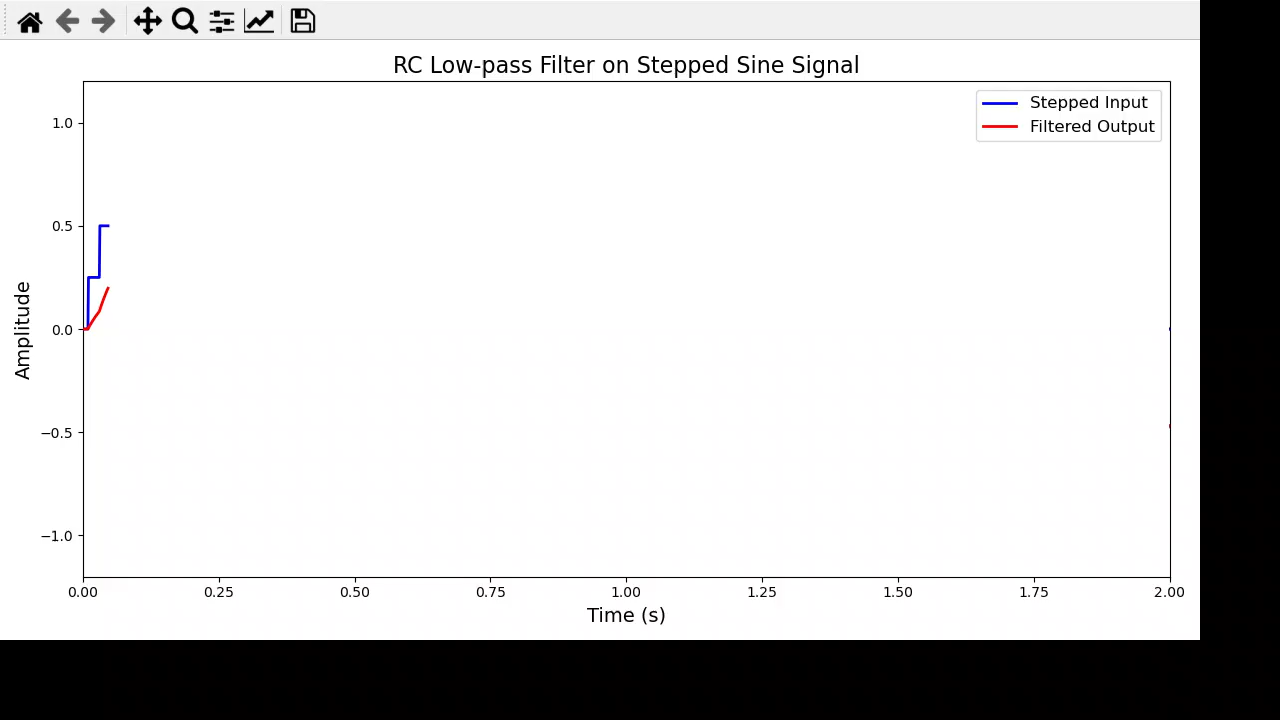 RC Low-pass Filter on Stepped Sine Signal
Stepped Input
Filtered Output
1.0
0.5
0.0
−0.5
−1.0
Amplitude
0.00 0.25 0.50 0.75 1.00 1.25 1.50 1.75 2.00
Time (s)